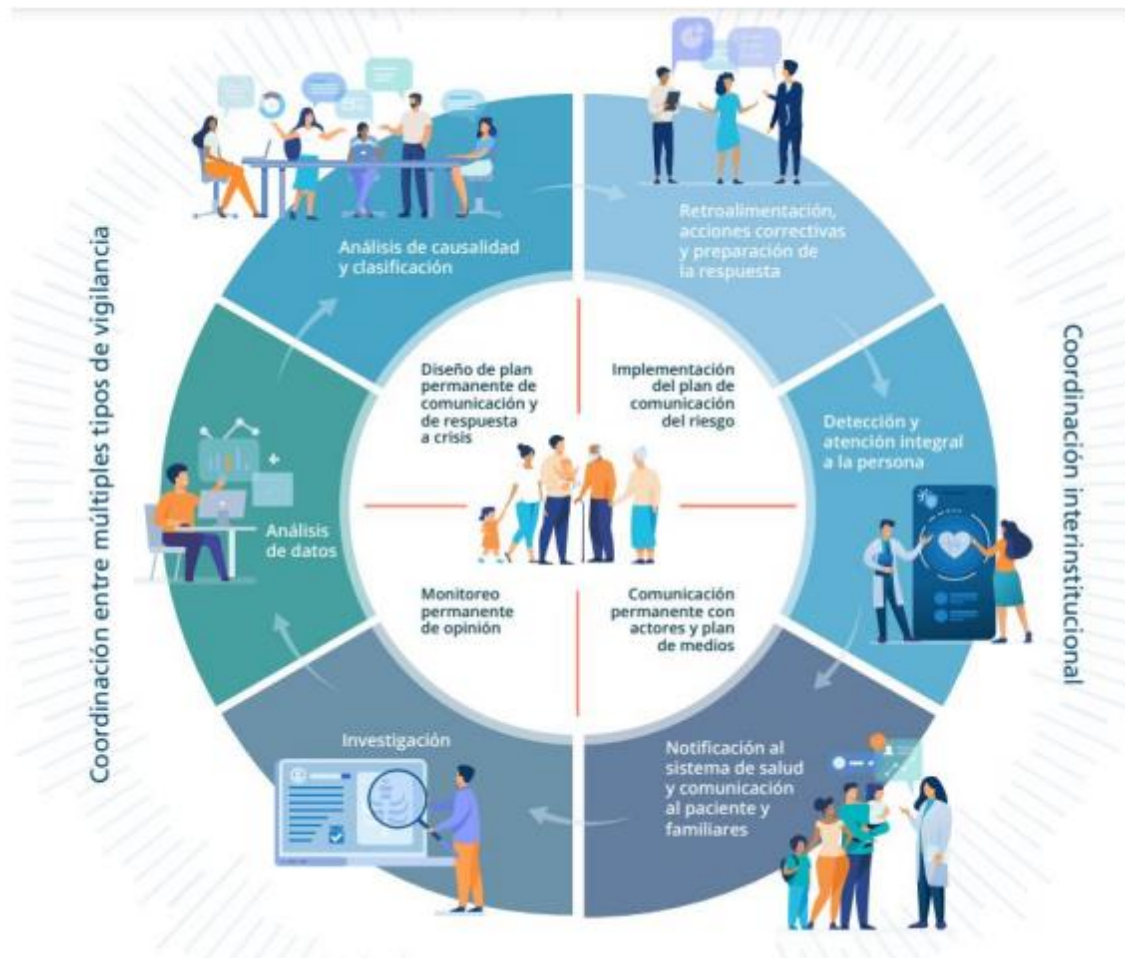 Coordinación entre múltiples tipos de vigilancia
Análisis de causalidad
y clasificación
Retroalimentación,
acciones correctivas
y preparación de
la respuesta
Detección y
atención integral
a la persona
Coordinación interinstitucional
Notificación al
sistema de salud
y comunicación
al paciente y
familiares
Investigación
Análisis
de datos
Diseño de plan
permanente de
comunicación y
de respuesta
a crisis
Implementación
del plan de
comunicación
del riesgo
Monitoreo
permanente
de opinión
Comunicación
permanente con
actores y plan
de medios